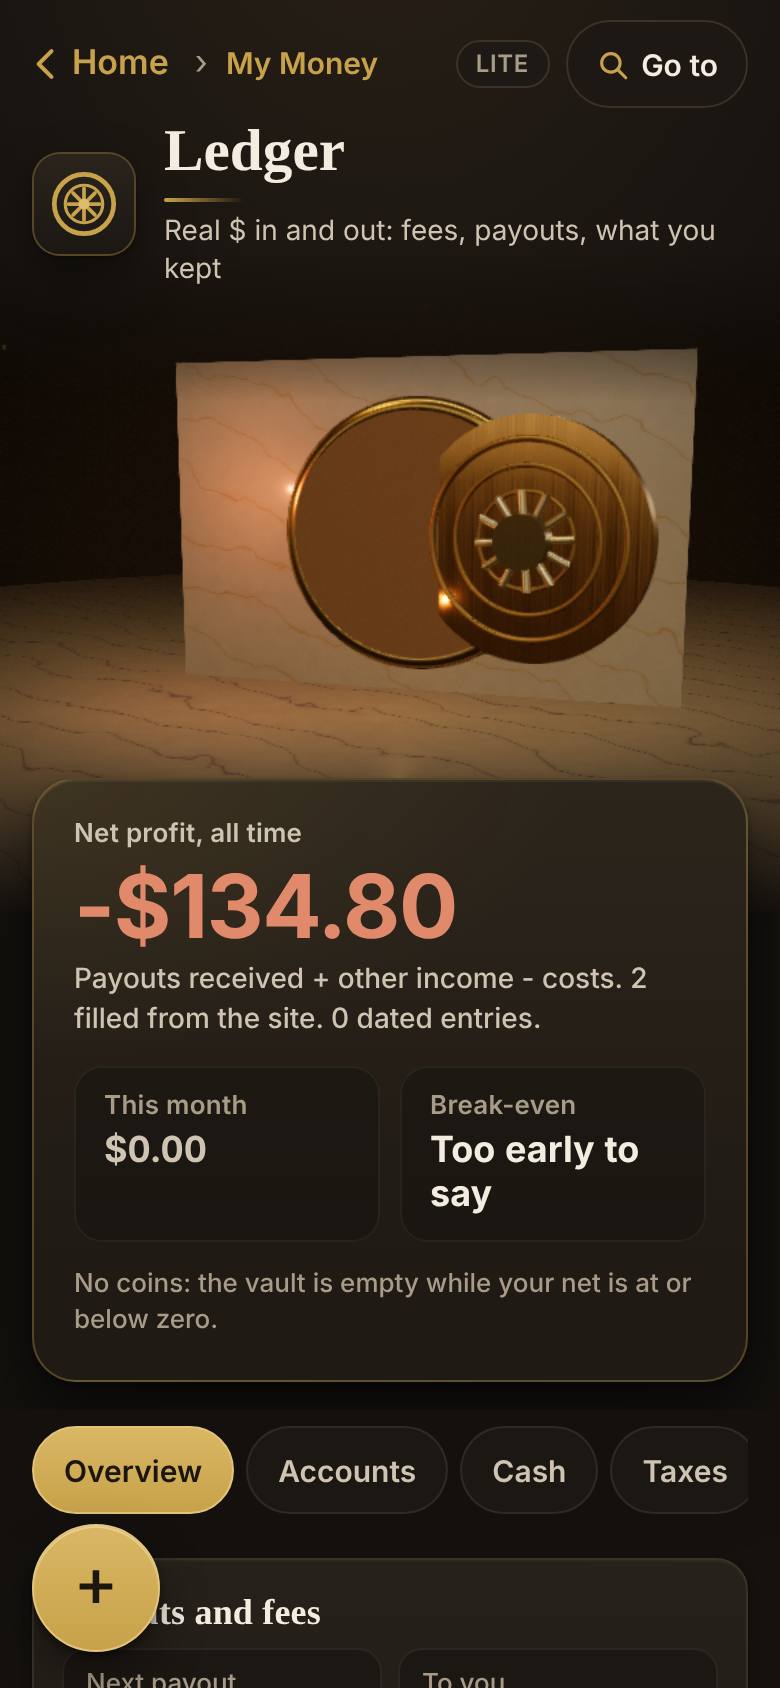 Home › My Money
LITE
Go to
Ledger
Real $ in and out: fees, payouts, what you
kept
Net profit, all time
-$134.80
Payouts received + other income - costs. 2
filled from the site. 0 dated entries.
This month
$0.00
Break-even
Too early to
say
No coins: the vault is empty while your net is at or
below zero.
Overview
Accounts
Cash
Taxes
+
and fees
Next payout
To you